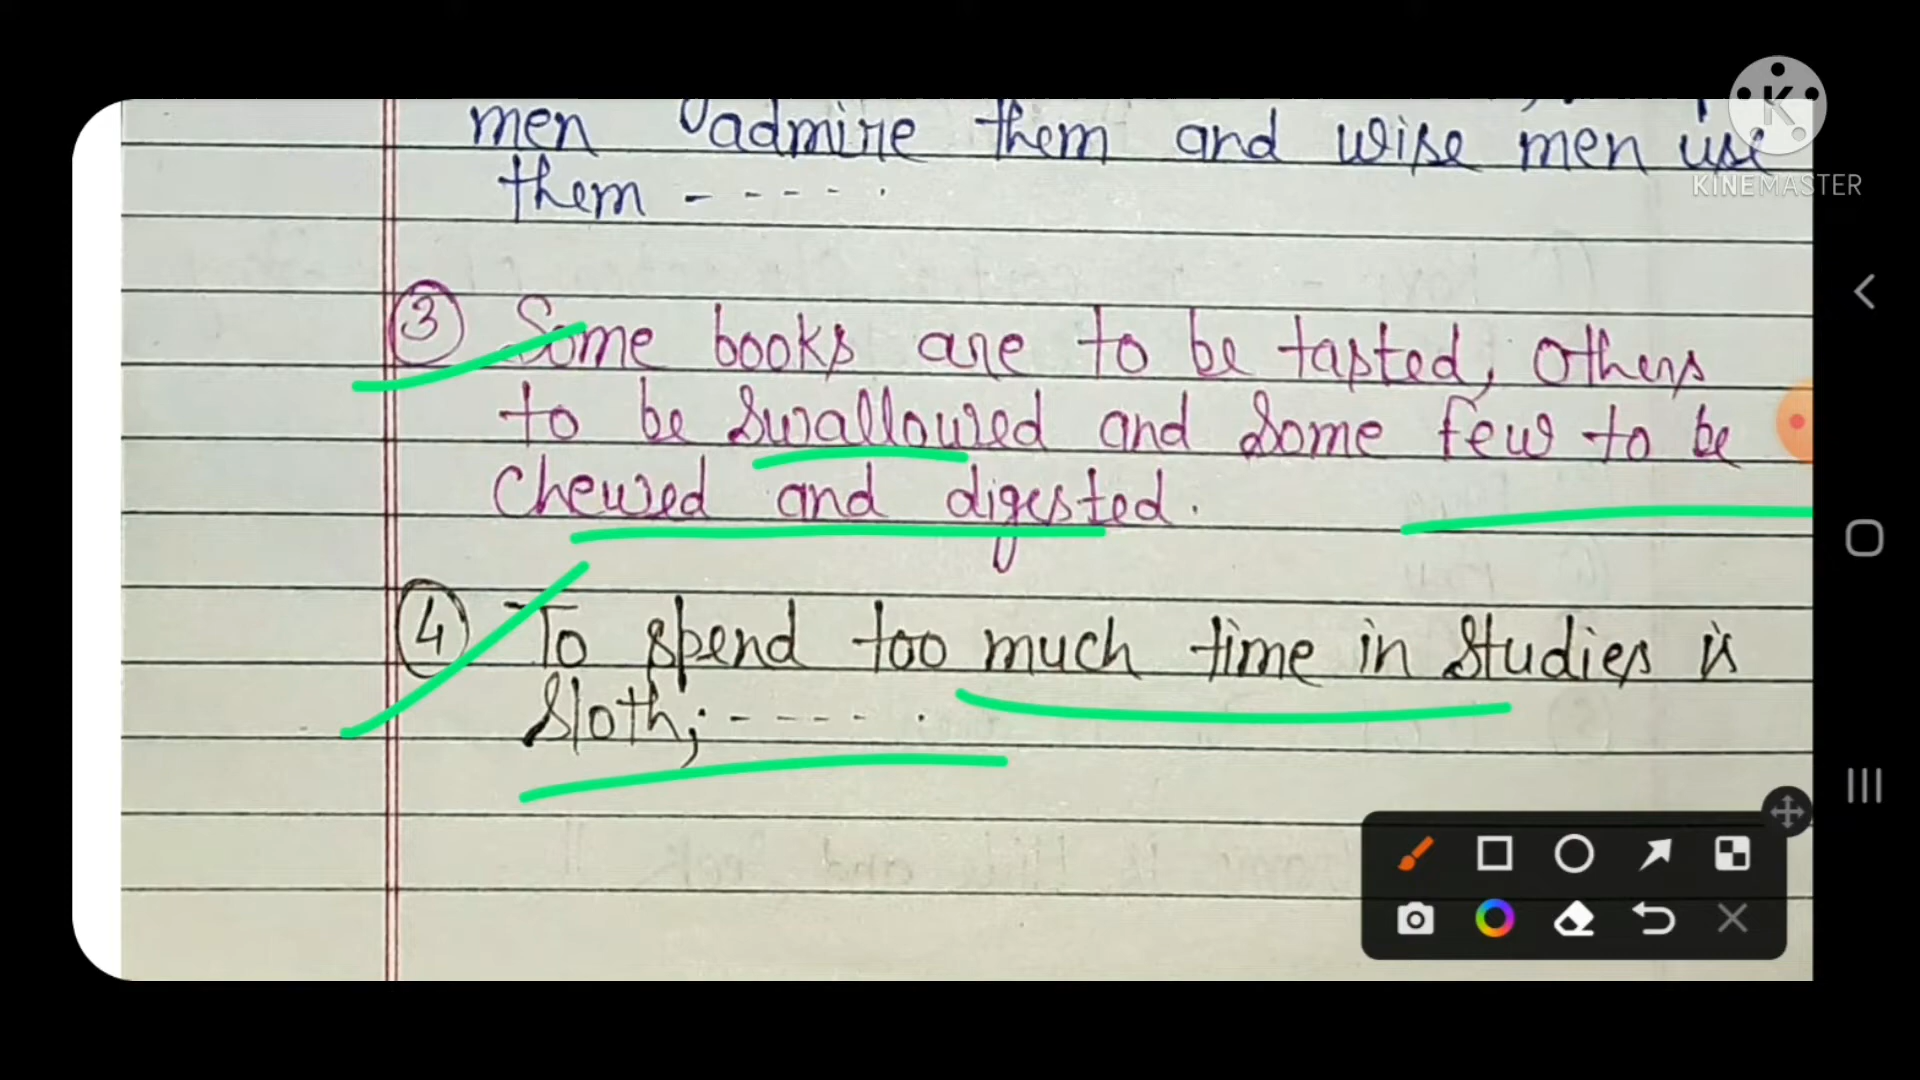 men admire them and wise men use
them - - - - - .
KINEMASTER
③ Some books are to be tasted, Others
to be swallowed and some few to be
Chewed and digested.
④ To spend too much time in studies is
sloth; - - - - - .